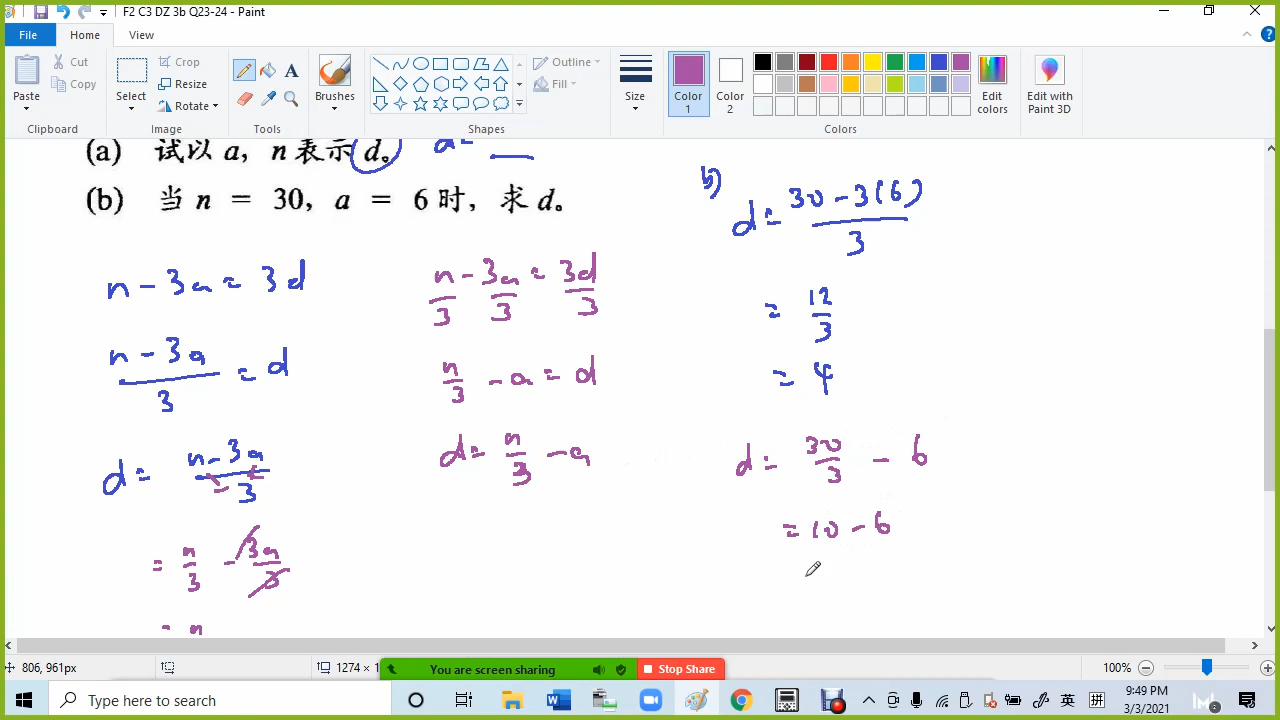 F2 C3 DZ 3b Q23-24 - Paint
File Home View
Cut
Copy
Paste
Clipboard
Select
Crop
Resize
Rotate
Image
A
Tools
Brushes
Outline
Fill
Shapes
Size
Color 1
Color 2
Edit colors
Edit with Paint 3D
Colors
(a) 试以 a, n 表示 d。 d= __
(b) 当 n = 30, a = 6 时, 求 d。
n - 3a = 3d
(n - 3a)/3 = d
d = (n - 3a)/3
= n/3 - 3a/3
= n
n/3 - 3a/3 = 3d/3
n/3 - a = d
d = n/3 - a
b)
d = (30 - 3(6))/3
= 12/3
= 4
d = 30/3 - 6
= 10 - 6
806, 961px
1274 × 1
You are screen sharing
Stop Share
100%
Type here to search
英
拼
9:49 PM
3/3/2021